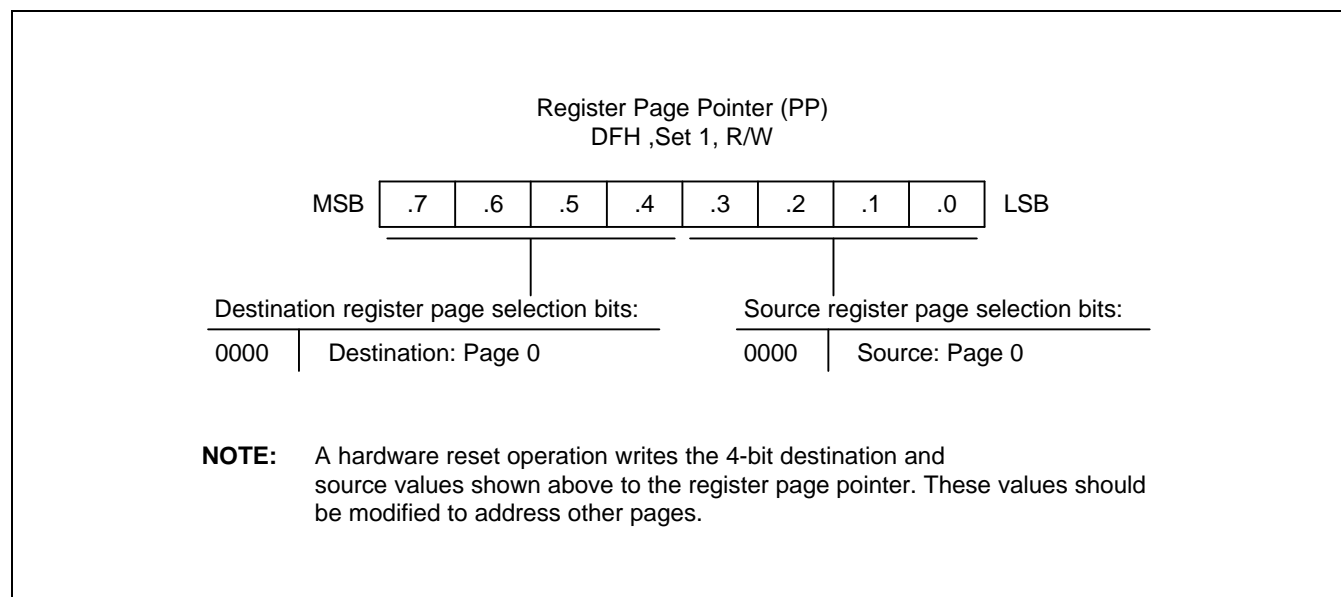 Register Page Pointer (PP)
DFH ,Set 1, R/W
MSB .7 .6 .5 .4 .3 .2 .1 .0 LSB
Destination register page selection bits:
0000 Destination: Page 0
Source register page selection bits:
0000 Source: Page 0
NOTE: A hardware reset operation writes the 4-bit destination and
source values shown above to the register page pointer. These values should
be modified to address other pages.